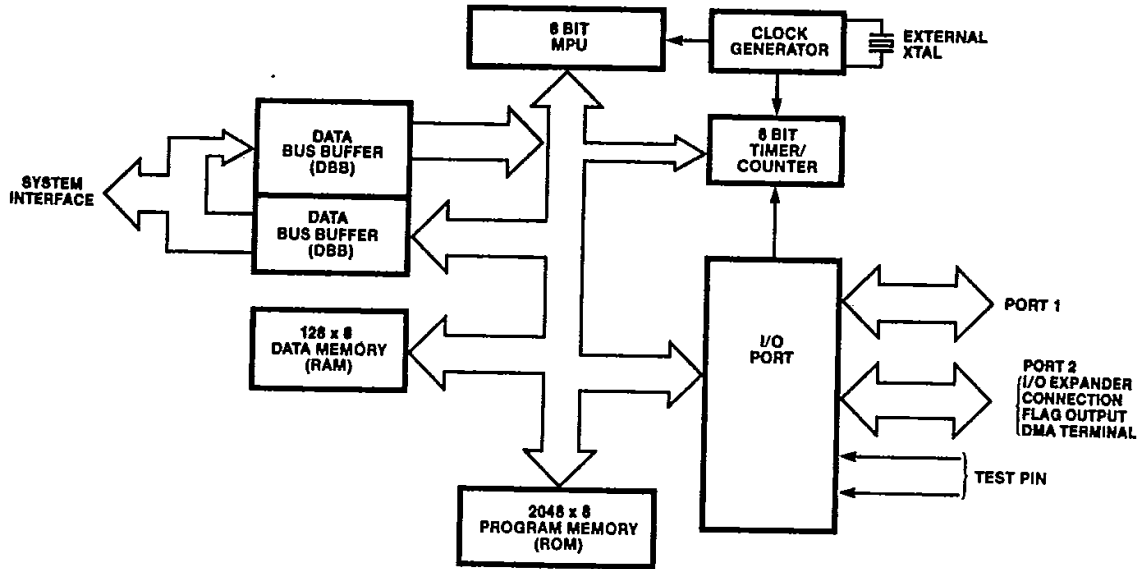 8 BIT
MPU
CLOCK
GENERATOR
EXTERNAL
XTAL
DATA
BUS BUFFER
(DBB)
8 BIT
TIMER/
COUNTER
SYSTEM
INTERFACE
DATA
BUS BUFFER
(DBB)
128 x 8
DATA MEMORY
(RAM)
I/O
PORT
PORT 1
PORT 2
I/O EXPANDER
CONNECTION
FLAG OUTPUT
DMA TERMINAL
TEST PIN
2048 x 8
PROGRAM MEMORY
(ROM)